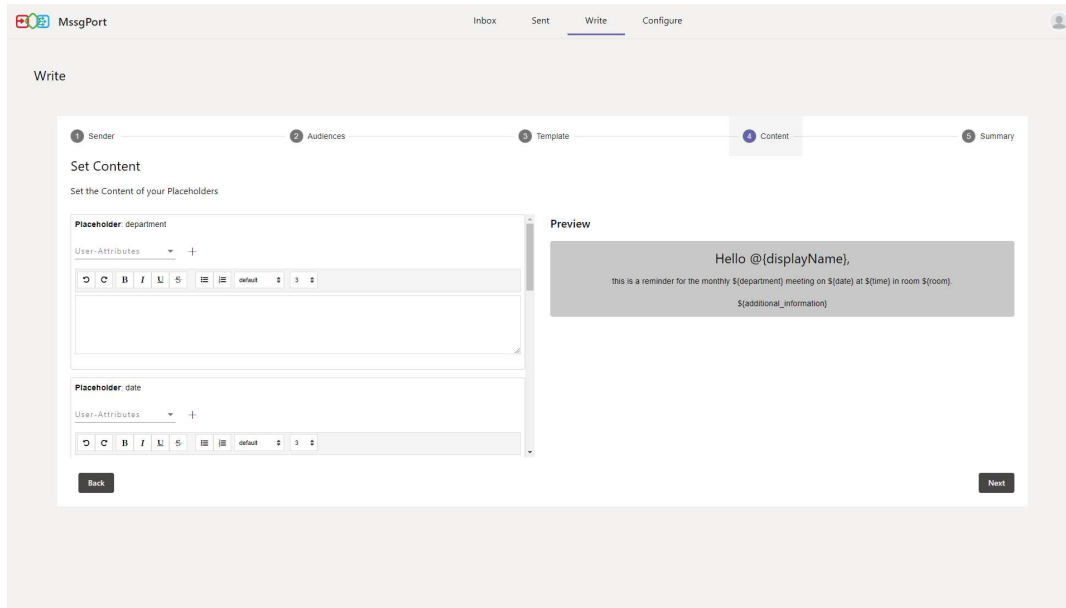 MssgPort
Inbox Sent Write Configure
Write
1 Sender 2 Audiences 3 Template 4 Content 5 Summary
Set Content
Set the Content of your Placeholders
Placeholder: department
User-Attributes
B I U S default 3
Placeholder: date
User-Attributes
B I U S default 3
Preview
Hello @{displayName},
this is a reminder for the monthly ${department} meeting on ${date} at ${time} in room ${room}.
${additional_information}
Back
Next